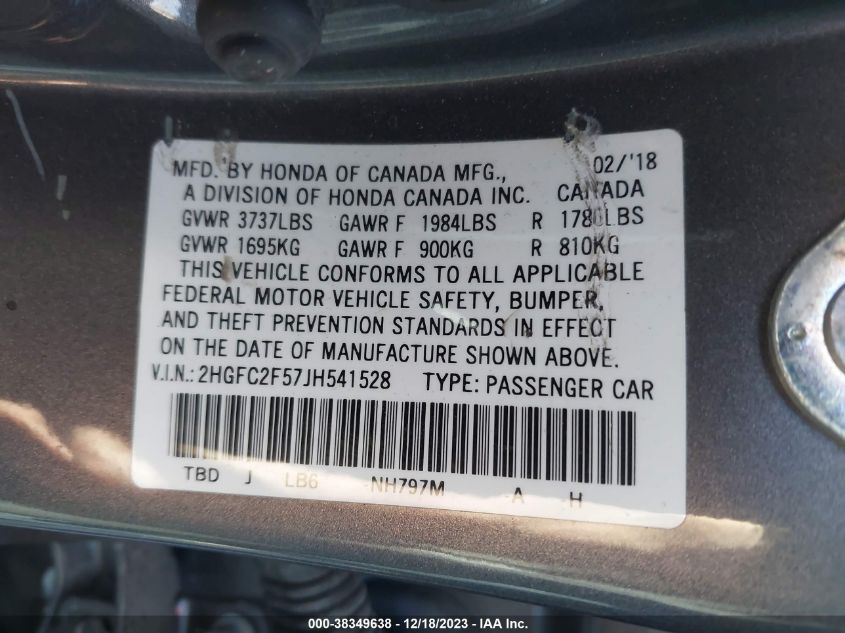 MFD. BY HONDA OF CANADA MFG., 02/'18
A DIVISION OF HONDA CANADA INC. CANADA
GVWR 3737LBS GAWR F 1984LBS R 1786LBS
GVWR 1695KG GAWR F 900KG R 810KG
THIS VEHICLE CONFORMS TO ALL APPLICABLE
FEDERAL MOTOR VEHICLE SAFETY, BUMPER,
AND THEFT PREVENTION STANDARDS IN EFFECT
ON THE DATE OF MANUFACTURE SHOWN ABOVE.
V.I.N.: 2HGFC2F57JH541528 TYPE: PASSENGER CAR
TBD J LB6 -NH797M -A -H
000-38349638 - 12/18/2023 - IAA Inc.